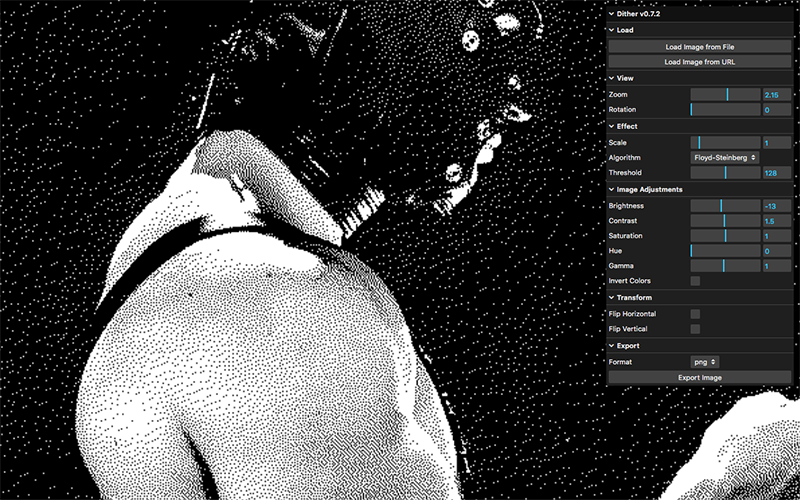 Dither v0.7.2
Load
Load Image from File
Load Image from URL
View
Zoom 2.15
Rotation 0
Effect
Scale 1
Algorithm Floyd-Steinberg
Threshold 128
Image Adjustments
Brightness -13
Contrast 1.5
Saturation 1
Hue 0
Gamma 1
Invert Colors
Transform
Flip Horizontal
Flip Vertical
Export
Format png
Export Image